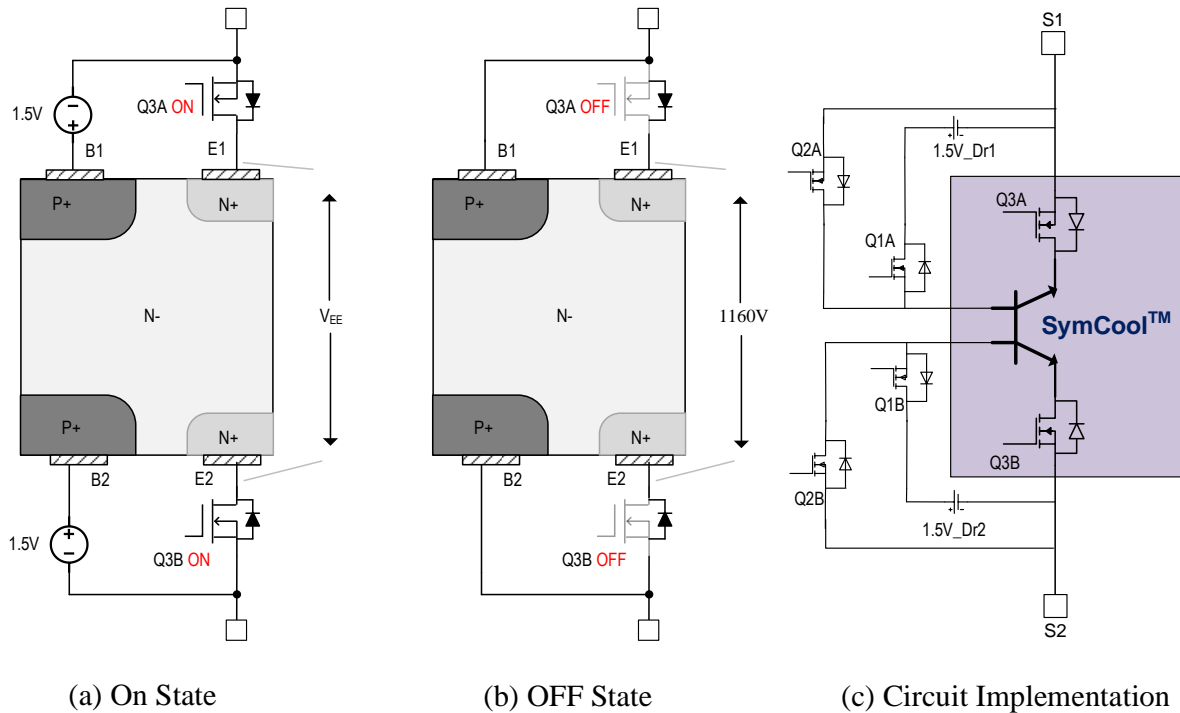 Q3A ON
1.5V
B1
E1
P+
N+
N-
VEE
P+
N+
B2
E2
1.5V
Q3B ON
(a) On State
Q3A OFF
B1
E1
P+
N+
N-
1160V
P+
N+
B2
E2
Q3B OFF
(b) OFF State
S1
Q2A
1.5V_Dr1
Q3A
Q1A
SymCool™
Q1B
Q2B
Q3B
1.5V_Dr2
S2
(c) Circuit Implementation